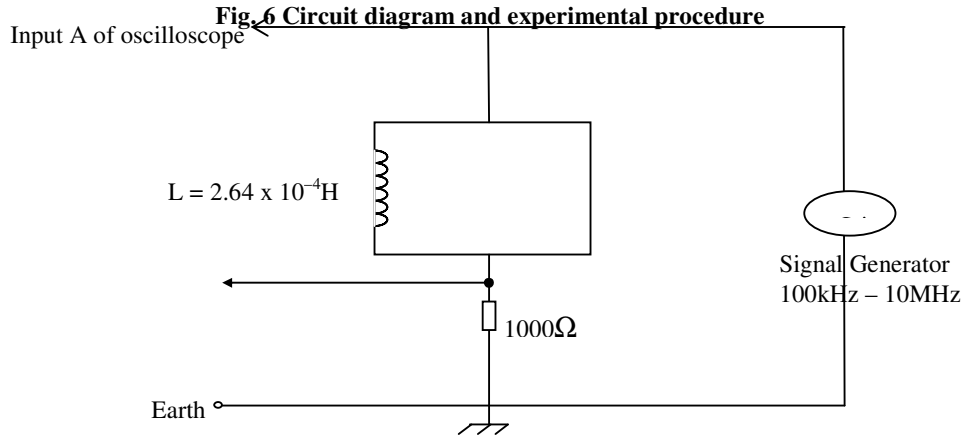 Fig. 6 Circuit diagram and experimental procedure
Input A of oscilloscope
L = 2.64 x 10⁻⁴H
Signal Generator
100kHz – 10MHz
1000Ω
Earth